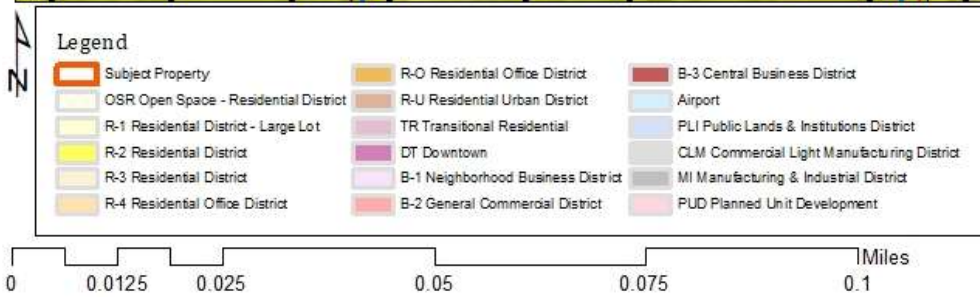 N
Legend
Subject Property
OSR Open Space - Residential District
R-1 Residential District - Large Lot
R-2 Residential District
R-3 Residential District
R-4 Residential Office District
R-O Residential Office District
R-U Residential Urban District
TR Transitional Residential
DT Downtown
B-1 Neighborhood Business District
B-2 General Commercial District
B-3 Central Business District
Airport
PLI Public Lands & Institutions District
CLM Commercial Light Manufacturing District
MI Manufacturing & Industrial District
PUD Planned Unit Development
Miles
0 0.0125 0.025 0.05 0.075 0.1